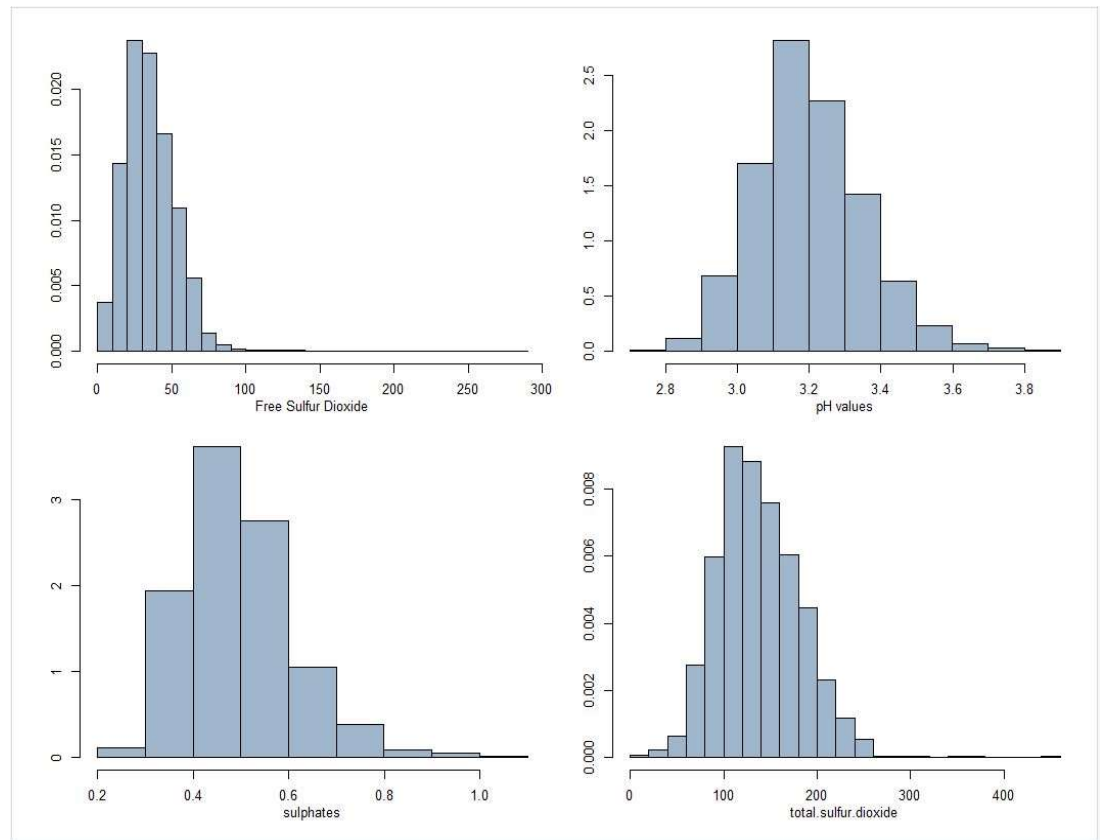 0.000 0.005 0.010 0.015 0.020
0 50 100 150 200 250 300
Free Sulfur Dioxide
0.0 0.5 1.0 1.5 2.0 2.5
2.8 3.0 3.2 3.4 3.6 3.8
pH values
0 1 2 3
0.2 0.4 0.6 0.8 1.0
sulphates
0.000 0.002 0.004 0.006 0.008
0 100 200 300 400
total.sulfur.dioxide